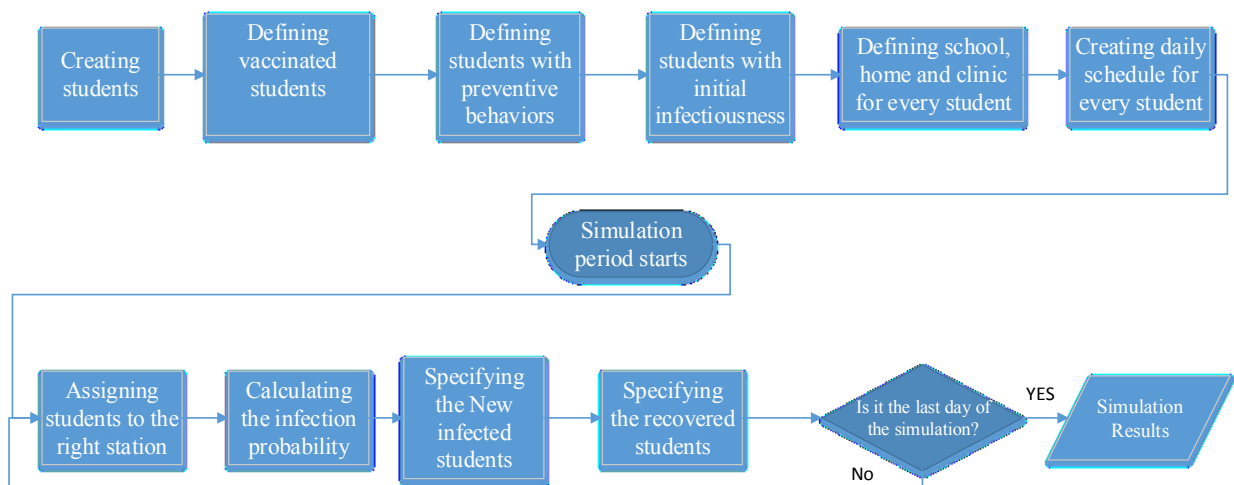 Creating
students
Defining
vaccinated
students
Defining
students with
preventive
behaviors
Defining
students with
initial
infectiousness
Defining school,
home and clinic
for every student
Creating daily
schedule for
every student
Simulation
period starts
Assigning
students to the
right station
Calculating
the infection
probability
Specifying
the New
infected
students
Specifying
the recovered
students
Is it the last day of
the simulation?
YES
No
Simulation
Results